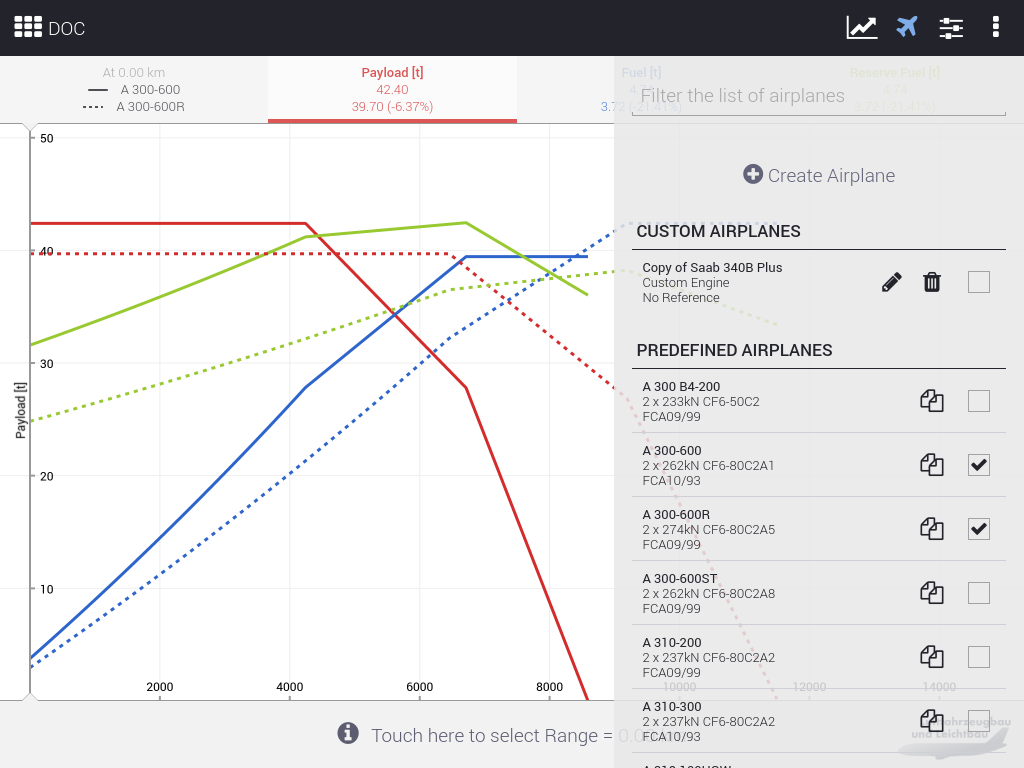 DOC
At 0.00 km
A 300-600
A 300-600R
Payload [t]
42.40
39.70 (-6.37%)
Fuel [t]
Reserve Fuel [t]
4.74
3.72 (-21.41%)
3.72 (-21.41%)
Filter the list of airplanes
Create Airplane
CUSTOM AIRPLANES
Copy of Saab 340B Plus
Custom Engine
No Reference
PREDEFINED AIRPLANES
A 300 B4-200
2 x 233kN CF6-50C2
FCA09/99
A 300-600
2 x 262kN CF6-80C2A1
FCA10/93
A 300-600R
2 x 274kN CF6-80C2A5
FCA09/99
A 300-600ST
2 x 262kN CF6-80C2A8
FCA09/99
A 310-200
2 x 237kN CF6-80C2A2
FCA09/99
A 310-300
2 x 237kN CF6-80C2A2
FCA10/93
50
40
30
20
10
Payload [t]
2000
4000
6000
8000
10000
12000
14000
Touch here to select Range = 0.0
und Leichtbau